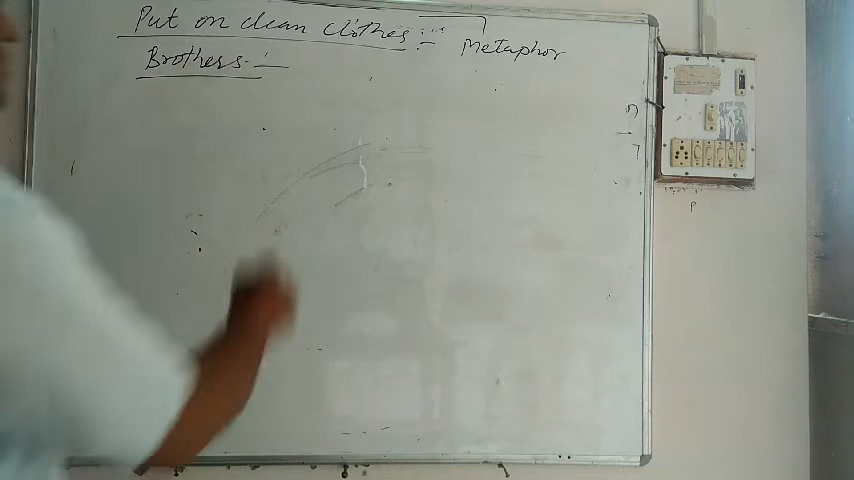 Put on clean clothes :-
Metaphor
Brothers :-